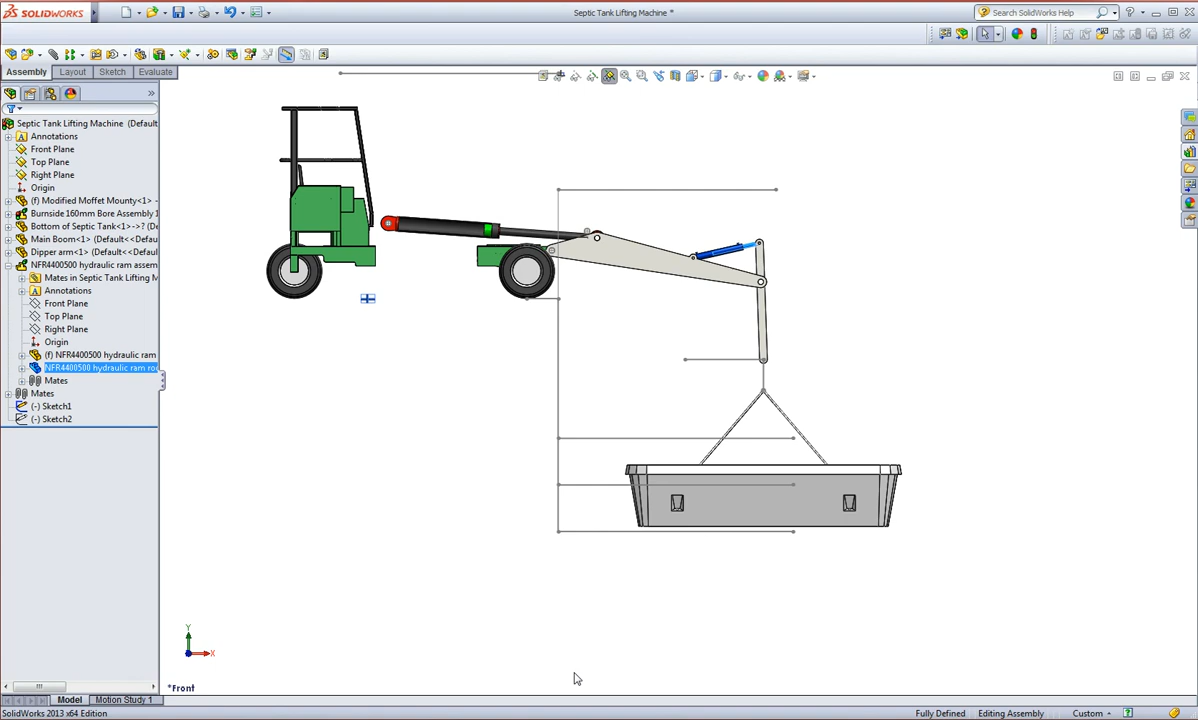 SOLIDWORKS
Septic Tank Lifting Machine *
Search SolidWorks Help
Assembly Layout Sketch Evaluate
Septic Tank Lifting Machine (Default
A Annotations
Front Plane
Top Plane
Right Plane
Origin
(f) Modified Moffet Mounty<1> -
Burnside 160mm Bore Assembly 1
Bottom of Septic Tank<1>->? (De
Main Boom<1> (Default<<Default
Dipper arm<1> (Default<<Default
NFR4400500 hydraulic ram assem
Mates in Septic Tank Lifting M
A Annotations
Front Plane
Top Plane
Right Plane
Origin
(f) NFR4400500 hydraulic ram
NFR4400500 hydraulic ram ro
Mates
Mates
(-) Sketch1
(-) Sketch2
Y
X
*Front
Model Motion Study 1
SolidWorks 2013 x64 Edition
Fully Defined Editing Assembly Custom